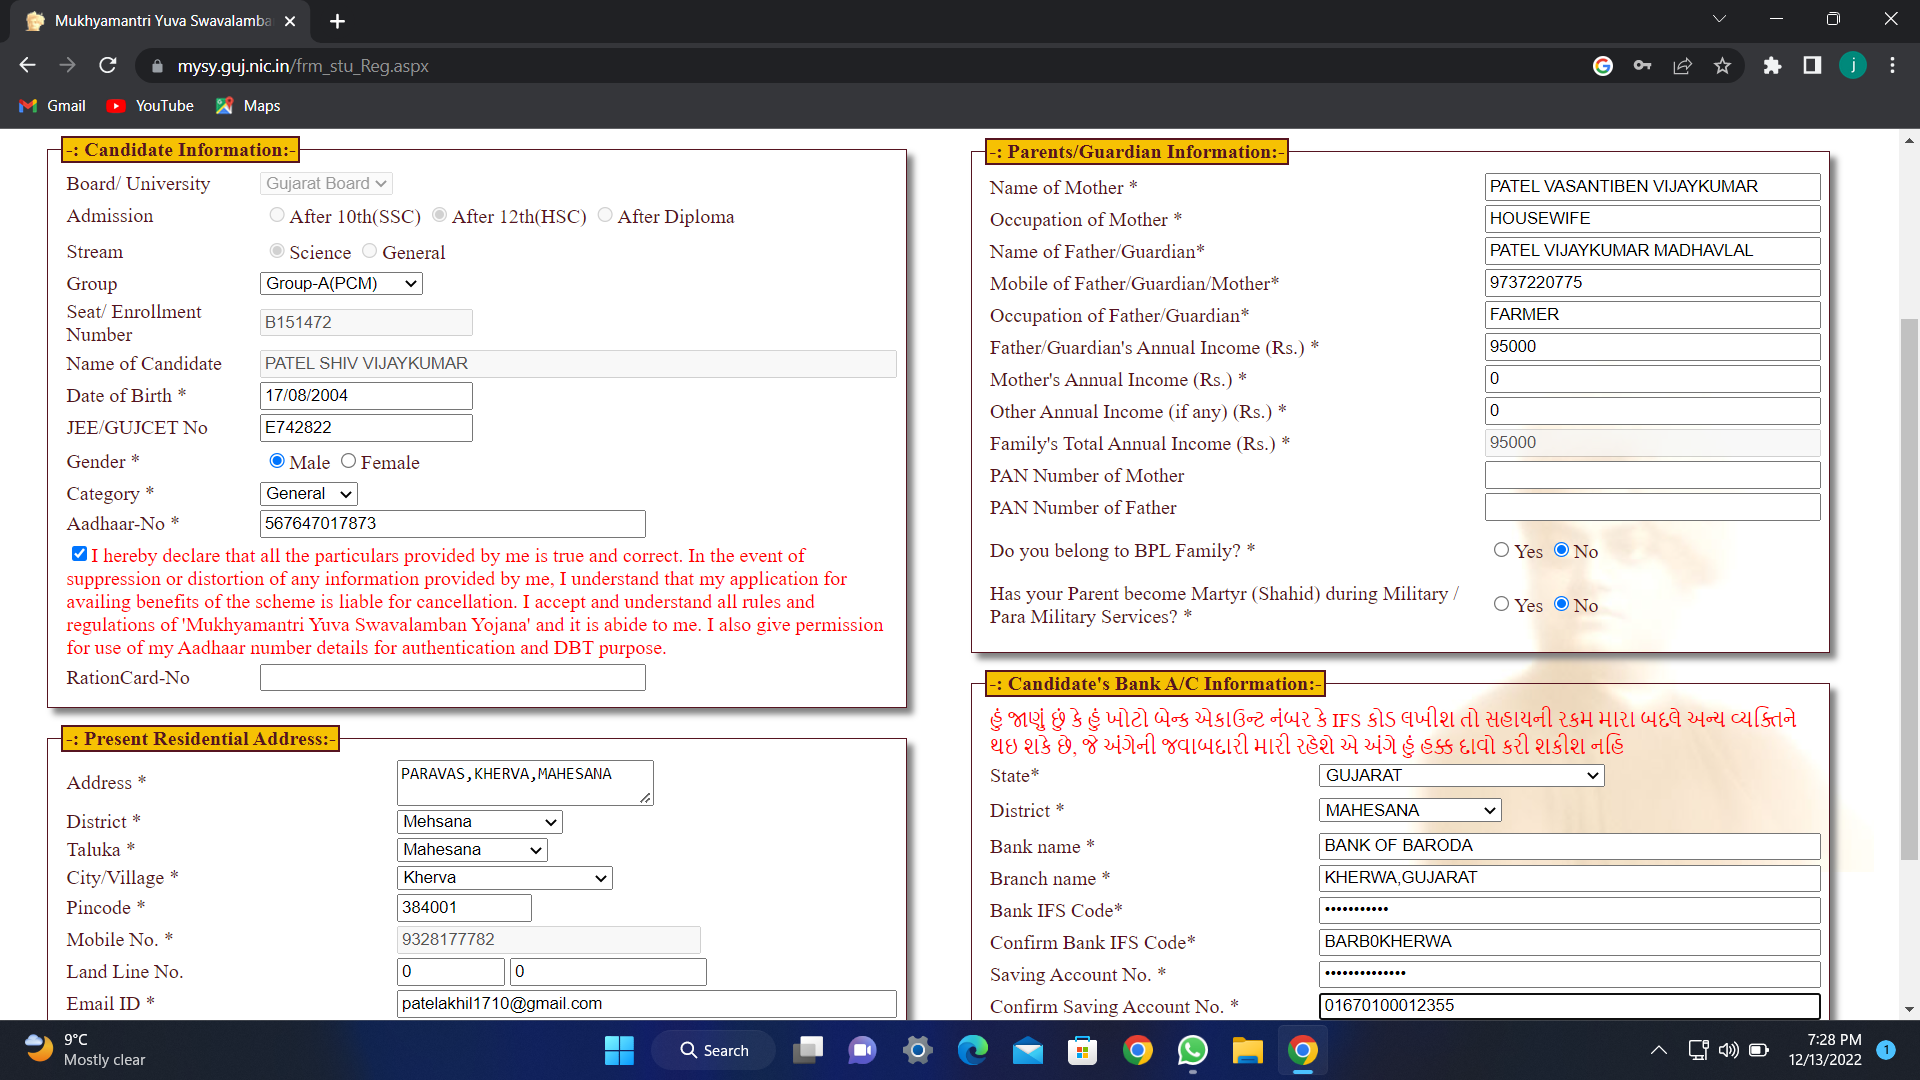 Mukhyamantri Yuva Swavalamba
mysy.guj.nic.in/frm_stu_Reg.aspx
j
Gmail YouTube Maps
-: Candidate Information:-
Board/ University Gujarat Board
Admission After 10th(SSC) After 12th(HSC) After Diploma
Stream Science General
Group Group-A(PCM)
Seat/ Enrollment
Number B151472
Name of Candidate PATEL SHIV VIJAYKUMAR
Date of Birth * 17/08/2004
JEE/GUJCET No E742822
Gender * Male Female
Category * General
Aadhaar-No * 567647017873
I hereby declare that all the particulars provided by me is true and correct. In the event of
suppression or distortion of any information provided by me, I understand that my application for
availing benefits of the scheme is liable for cancellation. I accept and understand all rules and
regulations of 'Mukhyamantri Yuva Swavalamban Yojana' and it is abide to me. I also give permission
for use of my Aadhaar number details for authentication and DBT purpose.
RationCard-No
-: Present Residential Address:-
Address * PARAVAS,KHERVA,MAHESANA
District * Mehsana
Taluka * Mahesana
City/Village * Kherva
Pincode * 384001
Mobile No. * 9328177782
Land Line No. 0 0
Email ID * patelakhil1710@gmail.com
-: Parents/Guardian Information:-
Name of Mother * PATEL VASANTIBEN VIJAYKUMAR
Occupation of Mother * HOUSEWIFE
Name of Father/Guardian* PATEL VIJAYKUMAR MADHAVLAL
Mobile of Father/Guardian/Mother* 9737220775
Occupation of Father/Guardian* FARMER
Father/Guardian's Annual Income (Rs.) * 95000
Mother's Annual Income (Rs.) * 0
Other Annual Income (if any) (Rs.) * 0
Family's Total Annual Income (Rs.) * 95000
PAN Number of Mother
PAN Number of Father
Do you belong to BPL Family? * Yes No
Has your Parent become Martyr (Shahid) during Military /
Para Military Services? * Yes No
-: Candidate's Bank A/C Information:-
હું જાણું છું કે હું ખોટો બેન્ક એકાઉન્ટ નંબર કે IFS કોડ લખીશ તો સહાયની રકમ મારા બદલે અન્ય વ્યક્તિને
થઇ શકે છે, જે અંગેની જવાબદારી મારી રહેશે એ અંગે હું હક્ક દાવો કરી શકીશ નહિ
State* GUJARAT
District * MAHESANA
Bank name * BANK OF BARODA
Branch name * KHERWA,GUJARAT
Bank IFS Code* •••••••••••
Confirm Bank IFS Code* BARB0KHERWA
Saving Account No. * ••••••••••••••
Confirm Saving Account No. * 01670100012355
9°C
Mostly clear
Search
7:28 PM
12/13/2022
1